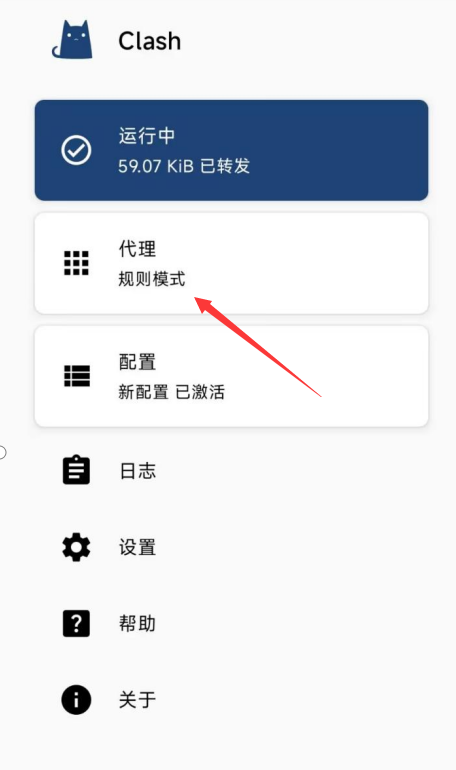 Clash
运行中
59.07 KiB 已转发
代理
规则模式
配置
新配置 已激活
日志
设置
帮助
关于